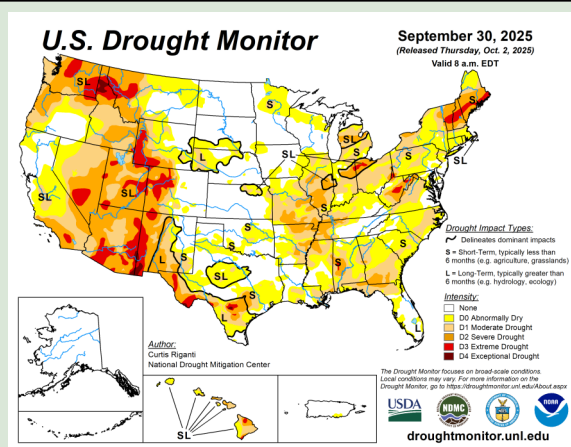 U.S. Drought Monitor
September 30, 2025
(Released Thursday, Oct. 2, 2025)
Valid 8 a.m. EDT
SL
S
S
SL
S
SL
S
SL
L
SL
S
SL
SL
S
L
S
S
SL
S
S
S
L
L
Drought Impact Types:
Delineates dominant impacts
S = Short-Term, typically less than
6 months (e.g. agriculture, grasslands)
L = Long-Term, typically greater than
6 months (e.g. hydrology, ecology)
Intensity:
None
D0 Abnormally Dry
D1 Moderate Drought
D2 Severe Drought
D3 Extreme Drought
D4 Exceptional Drought
Author:
Curtis Riganti
National Drought Mitigation Center
SL
The Drought Monitor focuses on broad-scale conditions.
Local conditions may vary. For more information on the
Drought Monitor, go to https://droughtmonitor.unl.edu/About.aspx
USDA
NDMC
NOAA
droughtmonitor.unl.edu